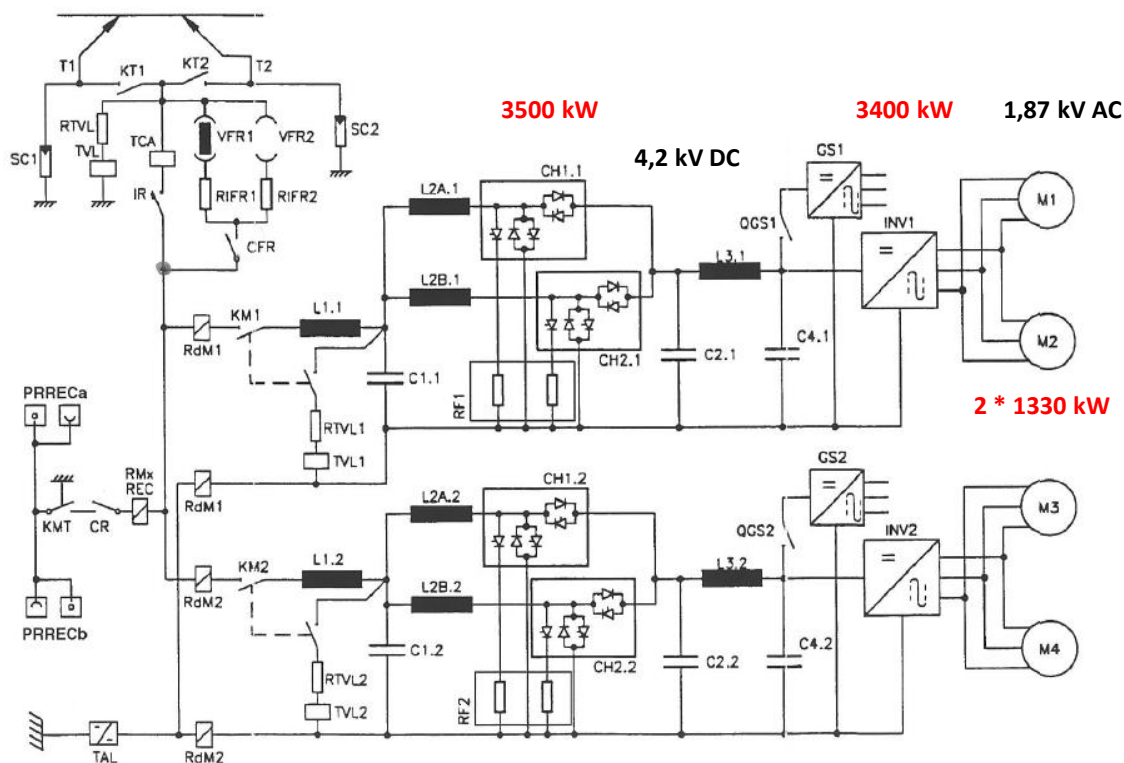 T1
KT1
KT2
T2
3500 kW
3400 kW
1,87 kV AC
RTVL
TVL
TCA
VFR1
VFR2
SC2
4,2 kV DC
SC1
IR
RIFR1
RIFR2
CFR
L2A.1
CH1.1
QGS1
GS1
INV1
M1
L2B.1
L3.1
KM1
L1.1
RdM1
C1.1
CH2.1
C2.1
C4.1
M2
RF1
2 * 1330 kW
PRRECa
RTVL1
TVL1
RMx
REC
RdM1
KMT
CR
L2A.2
CH1.2
GS2
QGS2
INV2
M3
KM2
L1.2
RdM2
L2B.2
L3.2
PRRECb
C1.2
CH2.2
C2.2
C4.2
M4
RTVL2
TVL2
RF2
TAL
RdM2